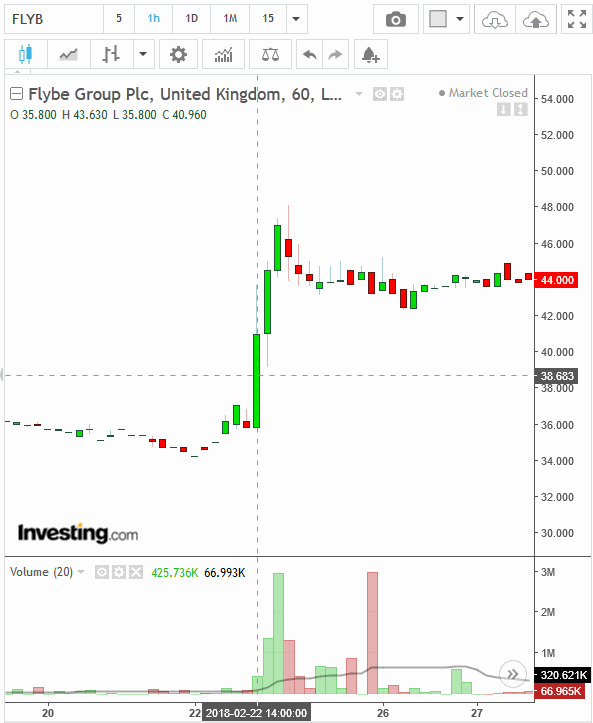 FLYB 5 1h 1D 1M 15
Flybe Group Plc, United Kingdom, 60, L...
Market Closed
O 35.800 H 43.630 L 35.800 C 40.960
54.000
52.000
50.000
48.000
46.000
44.000
42.000
40.000
38.683
38.000
36.000
34.000
32.000
30.000
Investing.com
Volume (20) 425.736K 66.993K
3M
2M
1M
320.621K
66.965K
20 22 2018-02-22 14:00:00 26 27